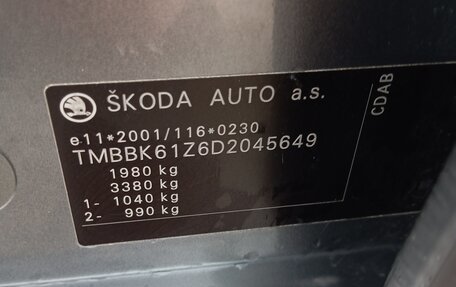 ŠKODA AUTO a.s.
e11*2001/116*0230
TMBBK61Z6D2045649
1980 kg
3380 kg
1- 1040 kg
2- 990 kg
CDAB